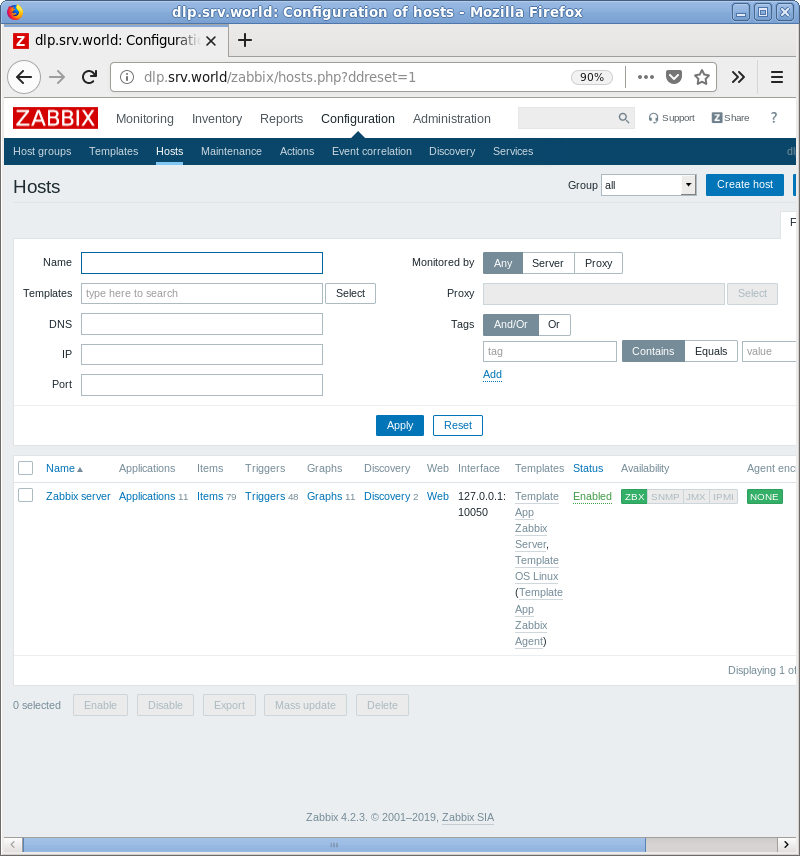 dlp.srv.world: Configuration of hosts - Mozilla Firefox
Z dlp.srv.world: Configurati
dlp.srv.world/zabbix/hosts.php?ddreset=1 90%
ZABBIX Monitoring Inventory Reports Configuration Administration Support Z Share ?
Host groups Templates Hosts Maintenance Actions Event correlation Discovery Services dl
Hosts Group all Create host
F
Name Monitored by Any Server Proxy
Templates type here to search Select Proxy Select
DNS Tags And/Or Or
IP tag Contains Equals value
Port Add
Apply Reset
Name Applications Items Triggers Graphs Discovery Web Interface Templates Status Availability Agent enc
Zabbix server Applications 11 Items 79 Triggers 48 Graphs 11 Discovery 2 Web 127.0.0.1: Template Enabled ZBX SNMP JMX IPMI NONE
10050 App
Zabbix
Server,
Template
OS Linux
(Template
App
Zabbix
Agent)
Displaying 1 of
0 selected Enable Disable Export Mass update Delete
Zabbix 4.2.3. © 2001–2019, Zabbix SIA